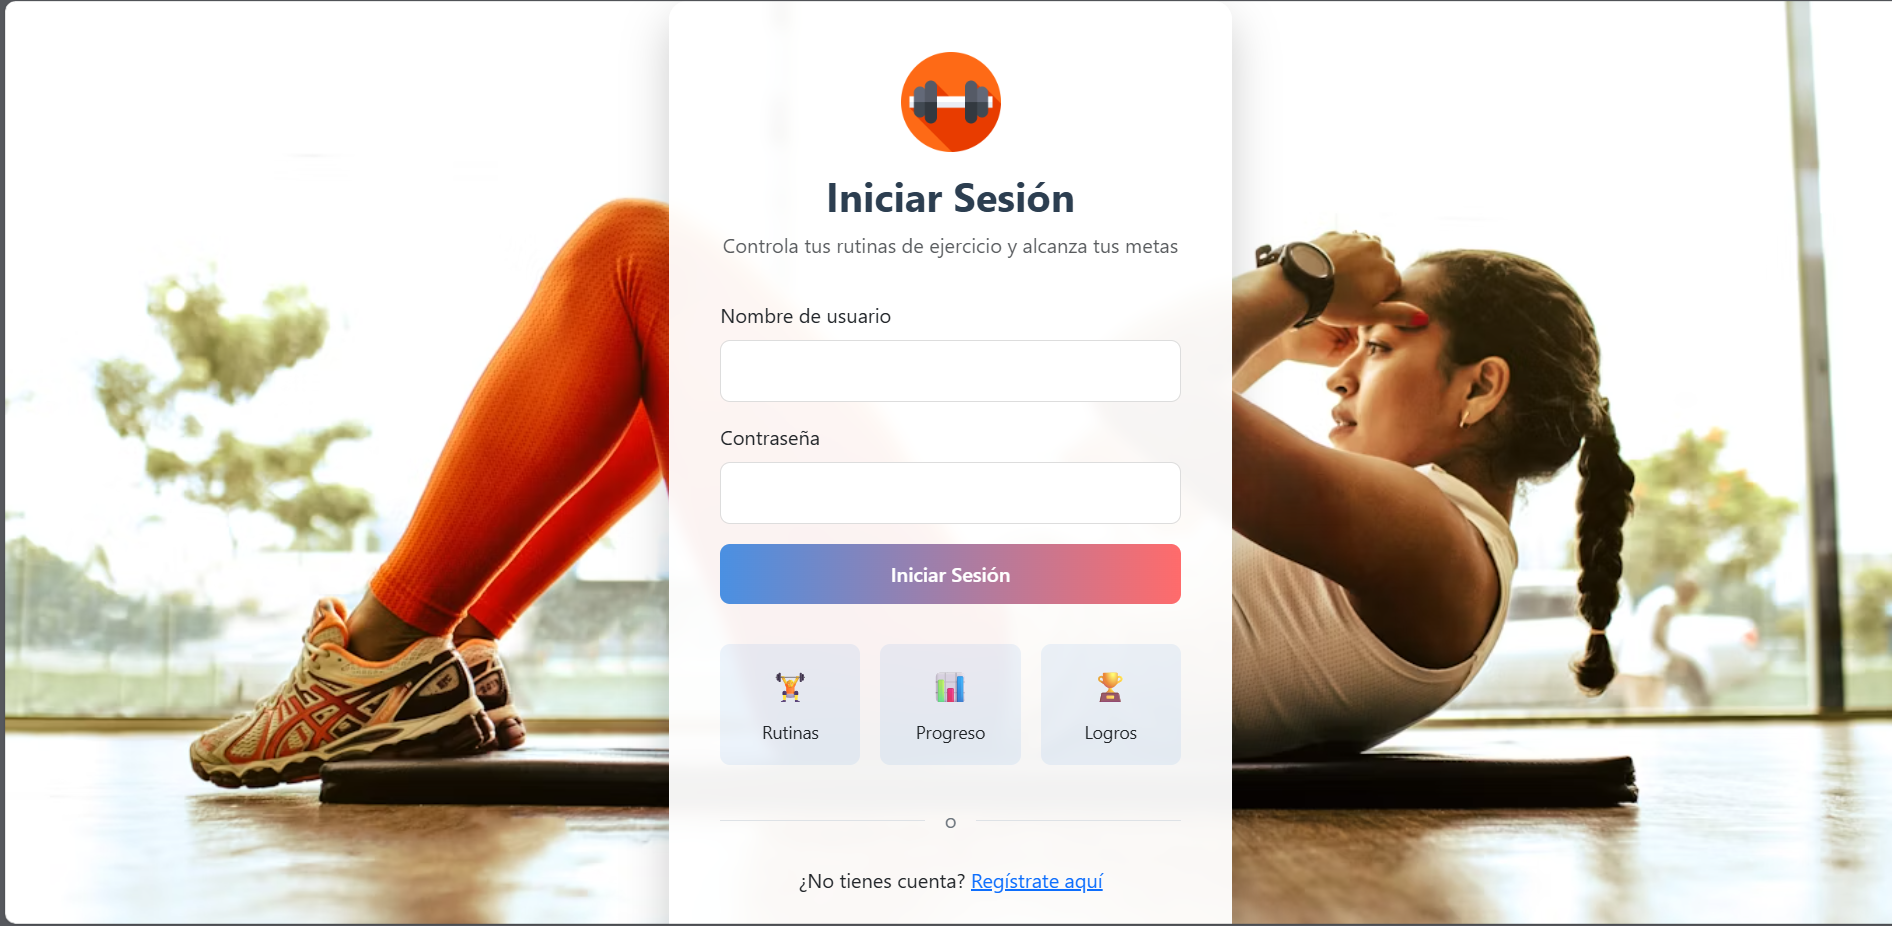 Iniciar Sesión
Controla tus rutinas de ejercicio y alcanza tus metas
Nombre de usuario
Contraseña
Iniciar Sesión
Rutinas
Progreso
Logros
o
¿No tienes cuenta? Regístrate aquí